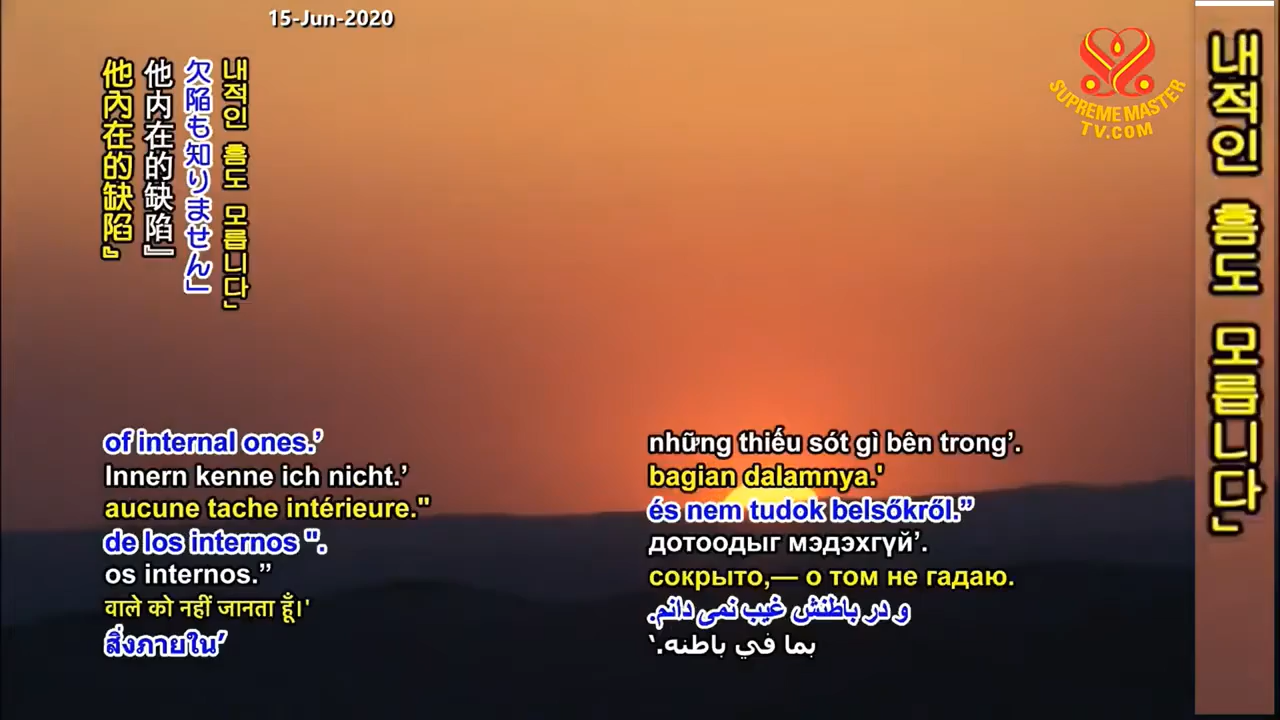 15-Jun-2020
SUPREME MASTER
TV.COM
내적인 흠도 모릅니다」
내적인 흠도 모릅니다」
欠陥も知りません」
他内在的缺陷』
他內在的缺陷』
of internal ones.’
Innern kenne ich nicht.’
aucune tache intérieure."
de los internos ".
os internos.”
वाले को नहीं जानता हूँ।'
สิ่งภายใน’
những thiếu sót gì bên trong’.
bagian dalamnya.'
és nem tudok belsőkről.”
дотоодыг мэдэхгүй’.
сокрыто,— о том не гадаю.
و در باطنش غیب نمی دانم.
بما في باطنه.‘